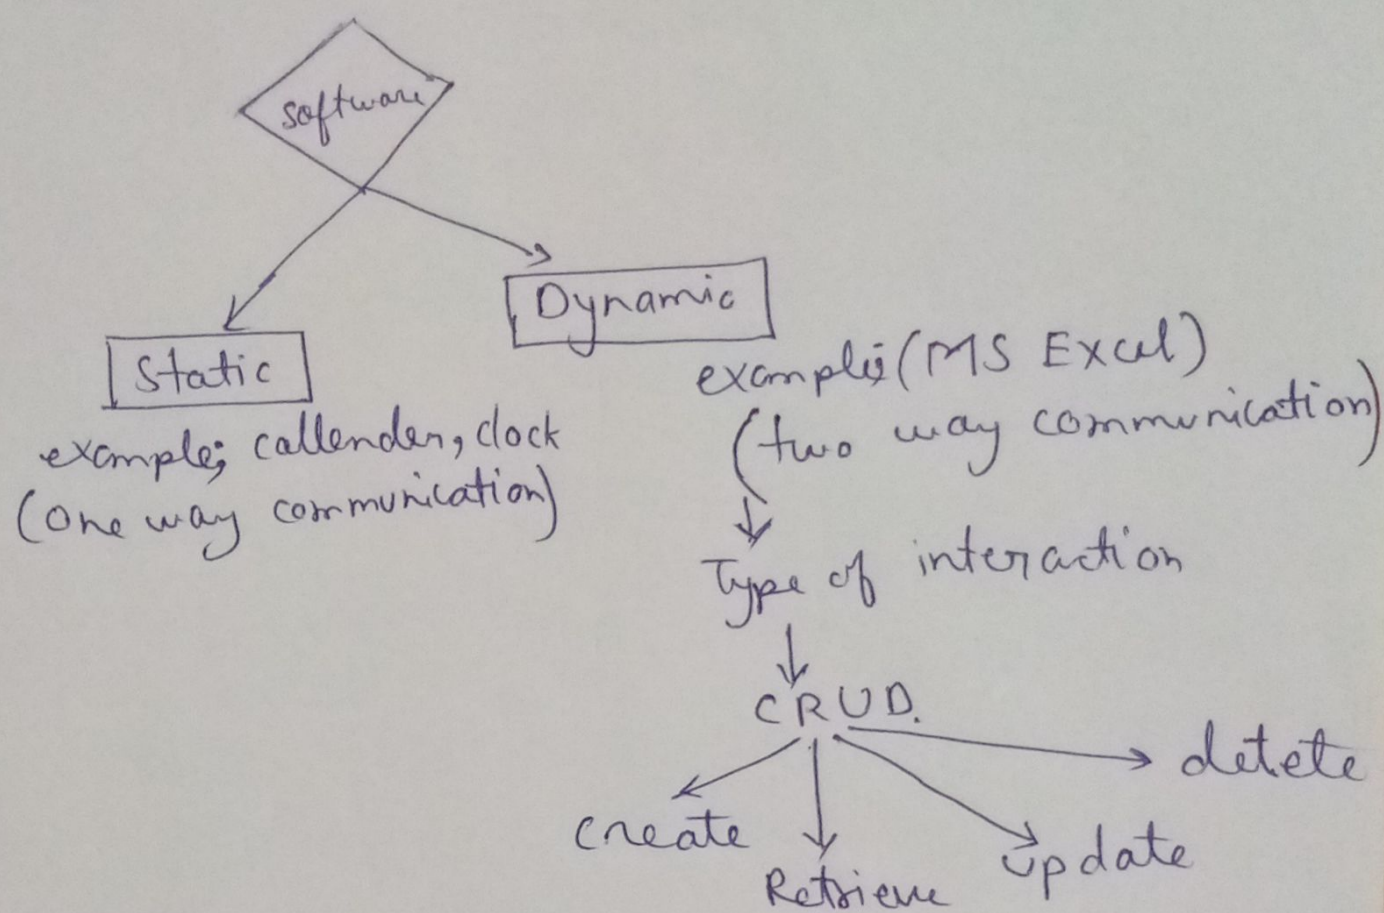 software
Dynamic
Static
example; (MS Excel)
(two way communication)
example; callender, clock
(one way communication)
Type of interaction
CRUD.
detete
create
update
Retrieve